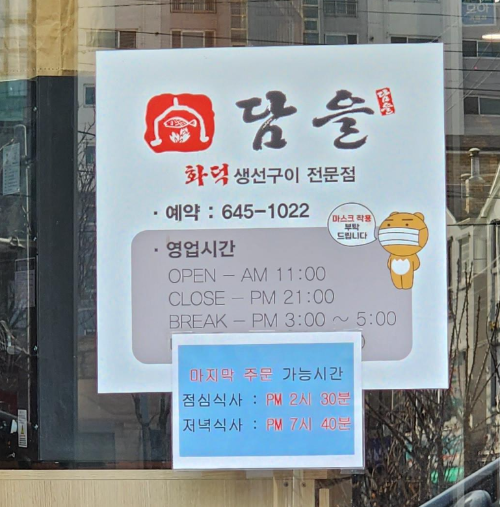 담을
담을
화덕 생선구이 전문점
· 예약 : 645-1022
마스크 착용
부탁
드립니다
· 영업시간
OPEN – AM 11:00
CLOSE – PM 21:00
BREAK – PM 3:00 ~ 5:00
마지막 주문 가능시간
점심식사 : PM 2시 30분
저녁식사 : PM 7시 40분